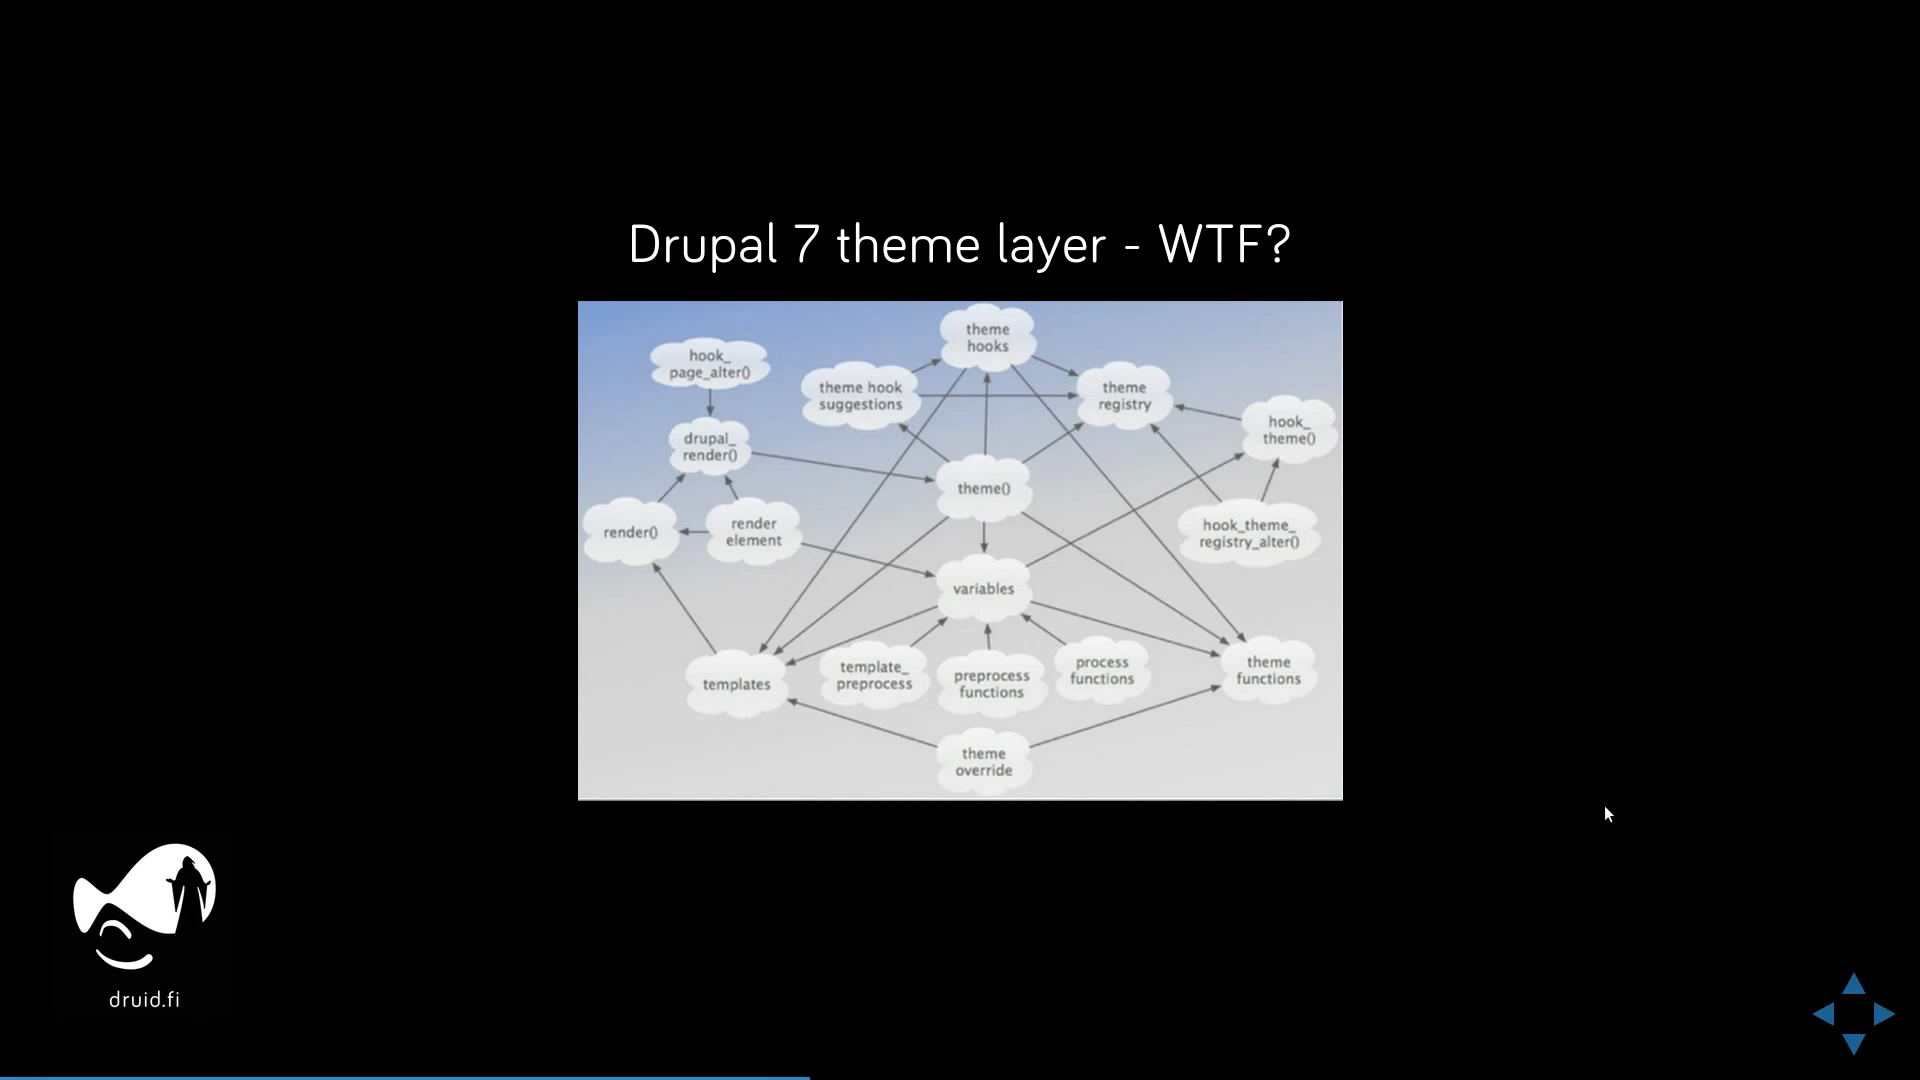 Drupal 7 theme layer - WTF?
theme
hooks
hook_
page_alter()
theme hook
suggestions
theme
registry
hook_
theme()
drupal_
render()
theme()
render()
render
element
hook_theme_
registry_alter()
variables
templates
template_
preprocess
preprocess
functions
process
functions
theme
functions
theme
override
druid.fi